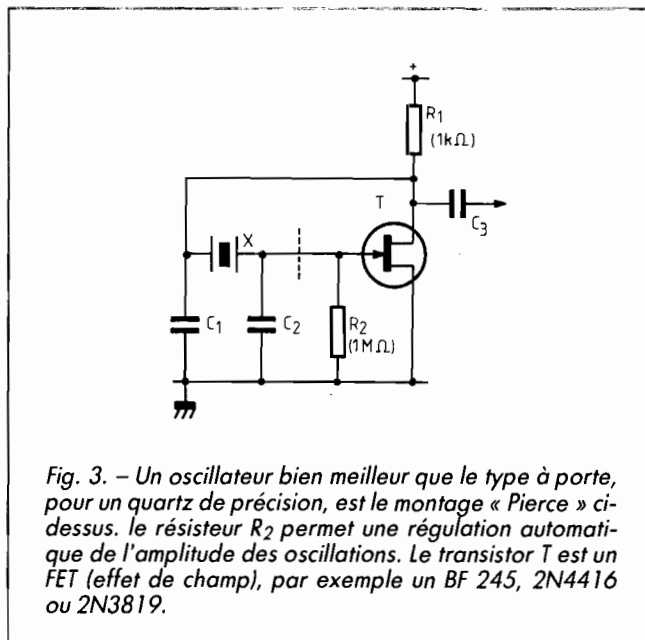 +
R1
(1kΩ)
T
C3
X
C1
C2
R2
(1MΩ)
Fig. 3. – Un oscillateur bien meilleur que le type à porte,
pour un quartz de précision, est le montage « Pierce » ci-
dessus. le résisteur R2 permet une régulation automati-
que de l'amplitude des oscillations. Le transistor T est un
FET (effet de champ), par exemple un BF 245, 2N4416
ou 2N3819.